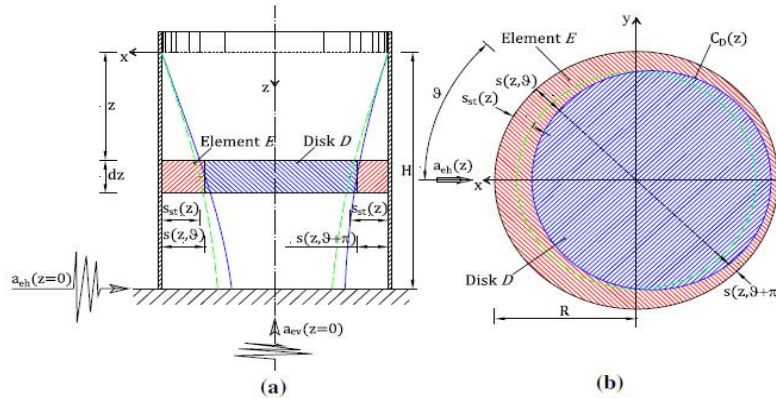 x
z
z
Element E
Disk D
dz
H
s_st(z)
s_st(z)
s(z,ϑ)
s(z,ϑ+π)
a_eh(z=0)
a_ev(z=0)
(a)
y
Element E
C_D(z)
s(z,ϑ)
s_st(z)
ϑ
a_eh(z)
x
Disk D
s(z,ϑ+π)
R
(b)